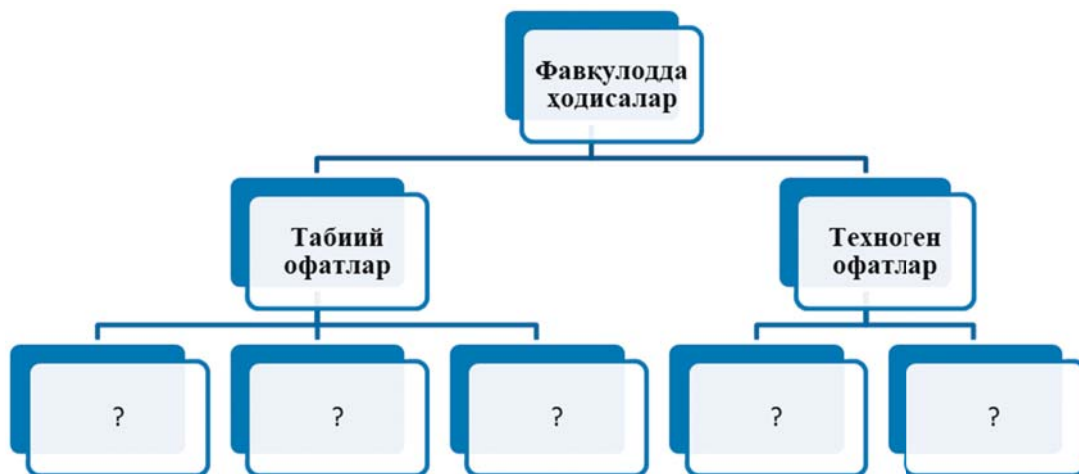 Фавқулодда
ҳодисалар
Табиий
офатлар
Техноген
офатлар
?
?
?
?
?